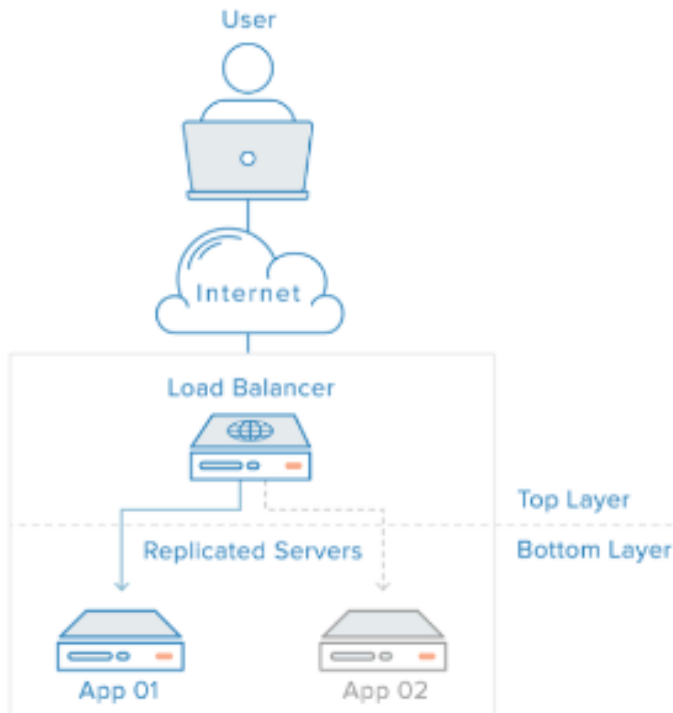 User
Internet
Load Balancer
Top Layer
Replicated Servers
Bottom Layer
App 01
App 02